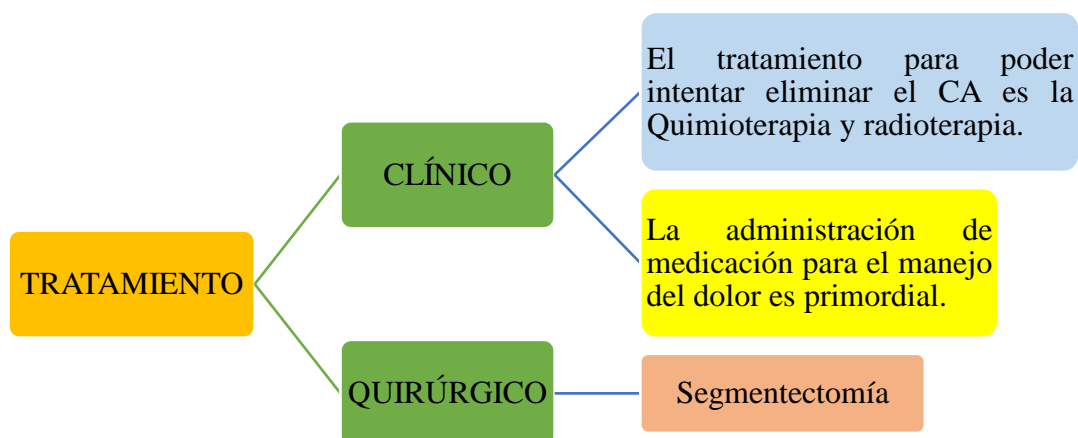 TRATAMIENTO
CLÍNICO
El tratamiento para poder
intentar eliminar el CA es la
Quimioterapia y radioterapia.
La administración de
medicación para el manejo
del dolor es primordial.
QUIRÚRGICO
Segmentectomía